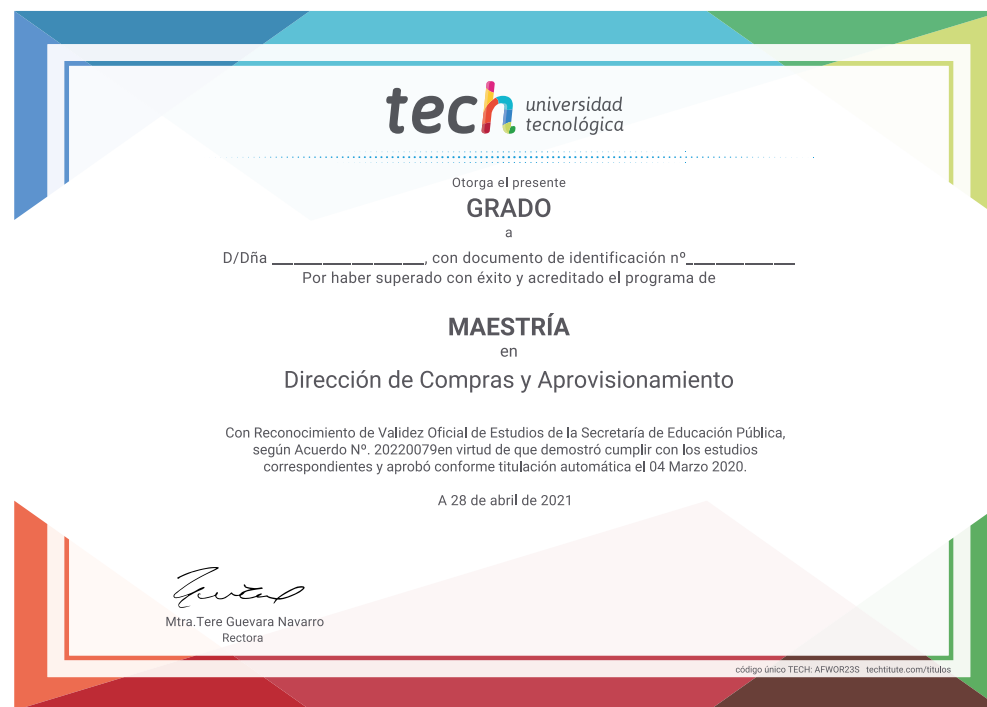 tech universidad
tecnológica
Otorga el presente
GRADO
a
D/Dña ________________, con documento de identificación nº____________
Por haber superado con éxito y acreditado el programa de
MAESTRÍA
en
Dirección de Compras y Aprovisionamiento
Con Reconocimiento de Validez Oficial de Estudios de la Secretaría de Educación Pública,
según Acuerdo Nº. 20220079en virtud de que demostró cumplir con los estudios
correspondientes y aprobó conforme titulación automática el 04 Marzo 2020.
A 28 de abril de 2021
Mtra.Tere Guevara Navarro
Rectora
código único TECH: AFWOR23S techtitute.com/titulos